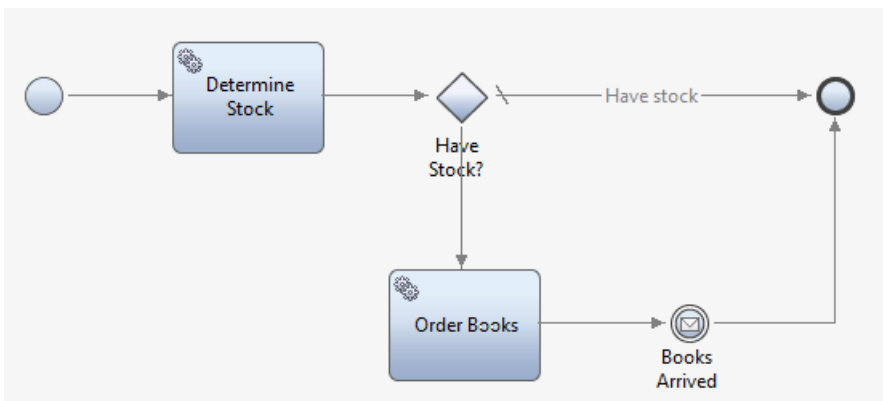 Determine
Stock
Have stock
Have
Stock?
Order Books
Books
Arrived